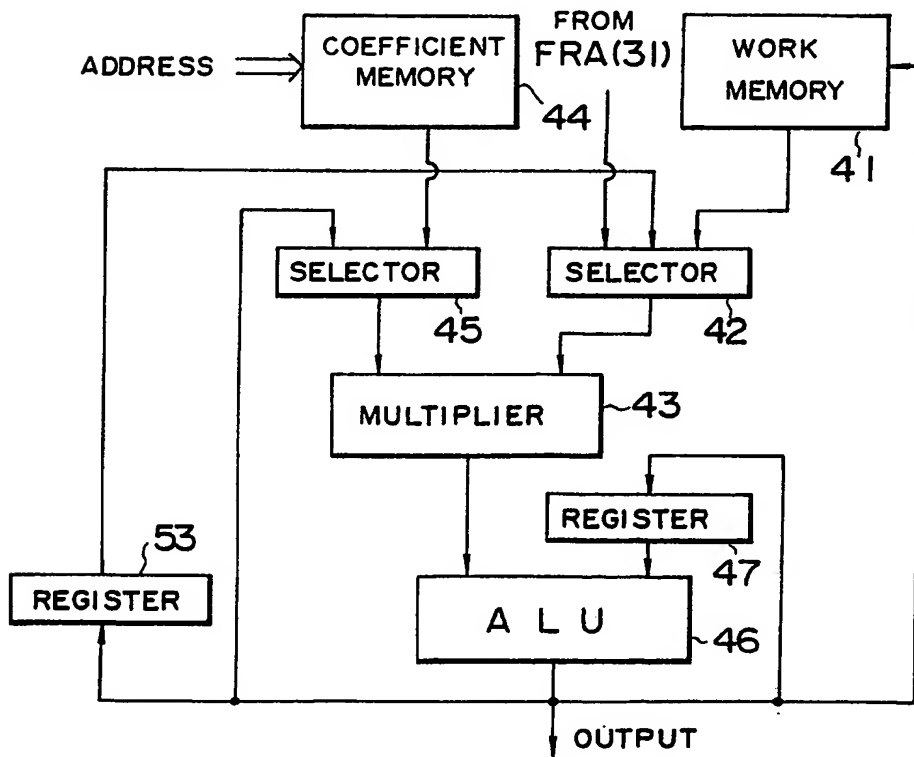 ADDRESS
COEFFICIENT
MEMORY
44
FROM
FRA(31)
WORK
MEMORY
41
SELECTOR
45
SELECTOR
42
MULTIPLIER
43
REGISTER
47
53
REGISTER
ALU
46
OUTPUT